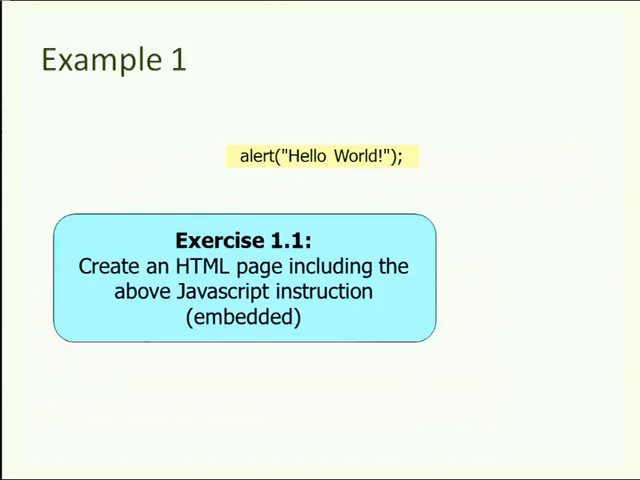 Example 1
alert("Hello World!");
Exercise 1.1:
Create an HTML page including the
above Javascript instruction
(embedded)